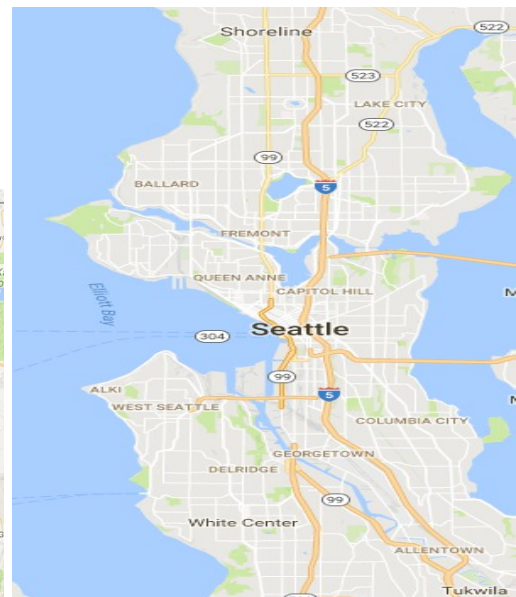 Shoreline
522
523
LAKE CITY
522
99
BALLARD
5
FREMONT
QUEEN ANNE
CAPITOL HILL
Elliott Bay
Seattle
304
99
ALKI
5
WEST SEATTLE
COLUMBIA CITY
GEORGETOWN
DELRIDGE
99
White Center
ALLENTOWN
Tukwila